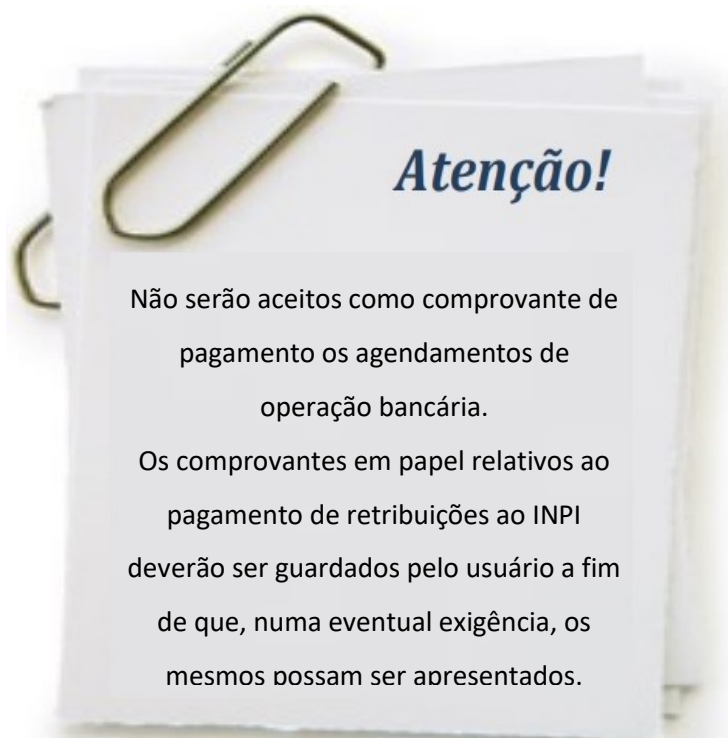 Atenção!
Não serão aceitos como comprovante de
pagamento os agendamentos de
operação bancária.
Os comprovantes em papel relativos ao
pagamento de retribuições ao INPI
deverão ser guardados pelo usuário a fim
de que, numa eventual exigência, os
mesmos possam ser apresentados.